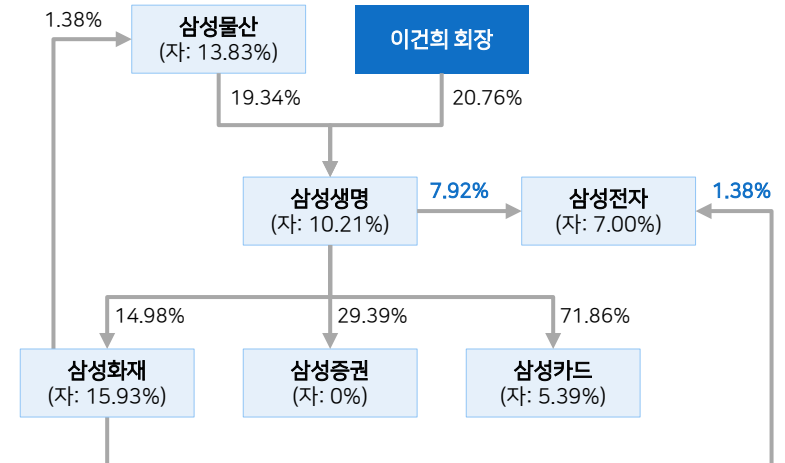 1.38%
삼성물산
(자: 13.83%)
이건희 회장
19.34%
20.76%
삼성생명
(자: 10.21%)
7.92%
삼성전자
(자: 7.00%)
1.38%
14.98%
29.39%
71.86%
삼성화재
(자: 15.93%)
삼성증권
(자: 0%)
삼성카드
(자: 5.39%)